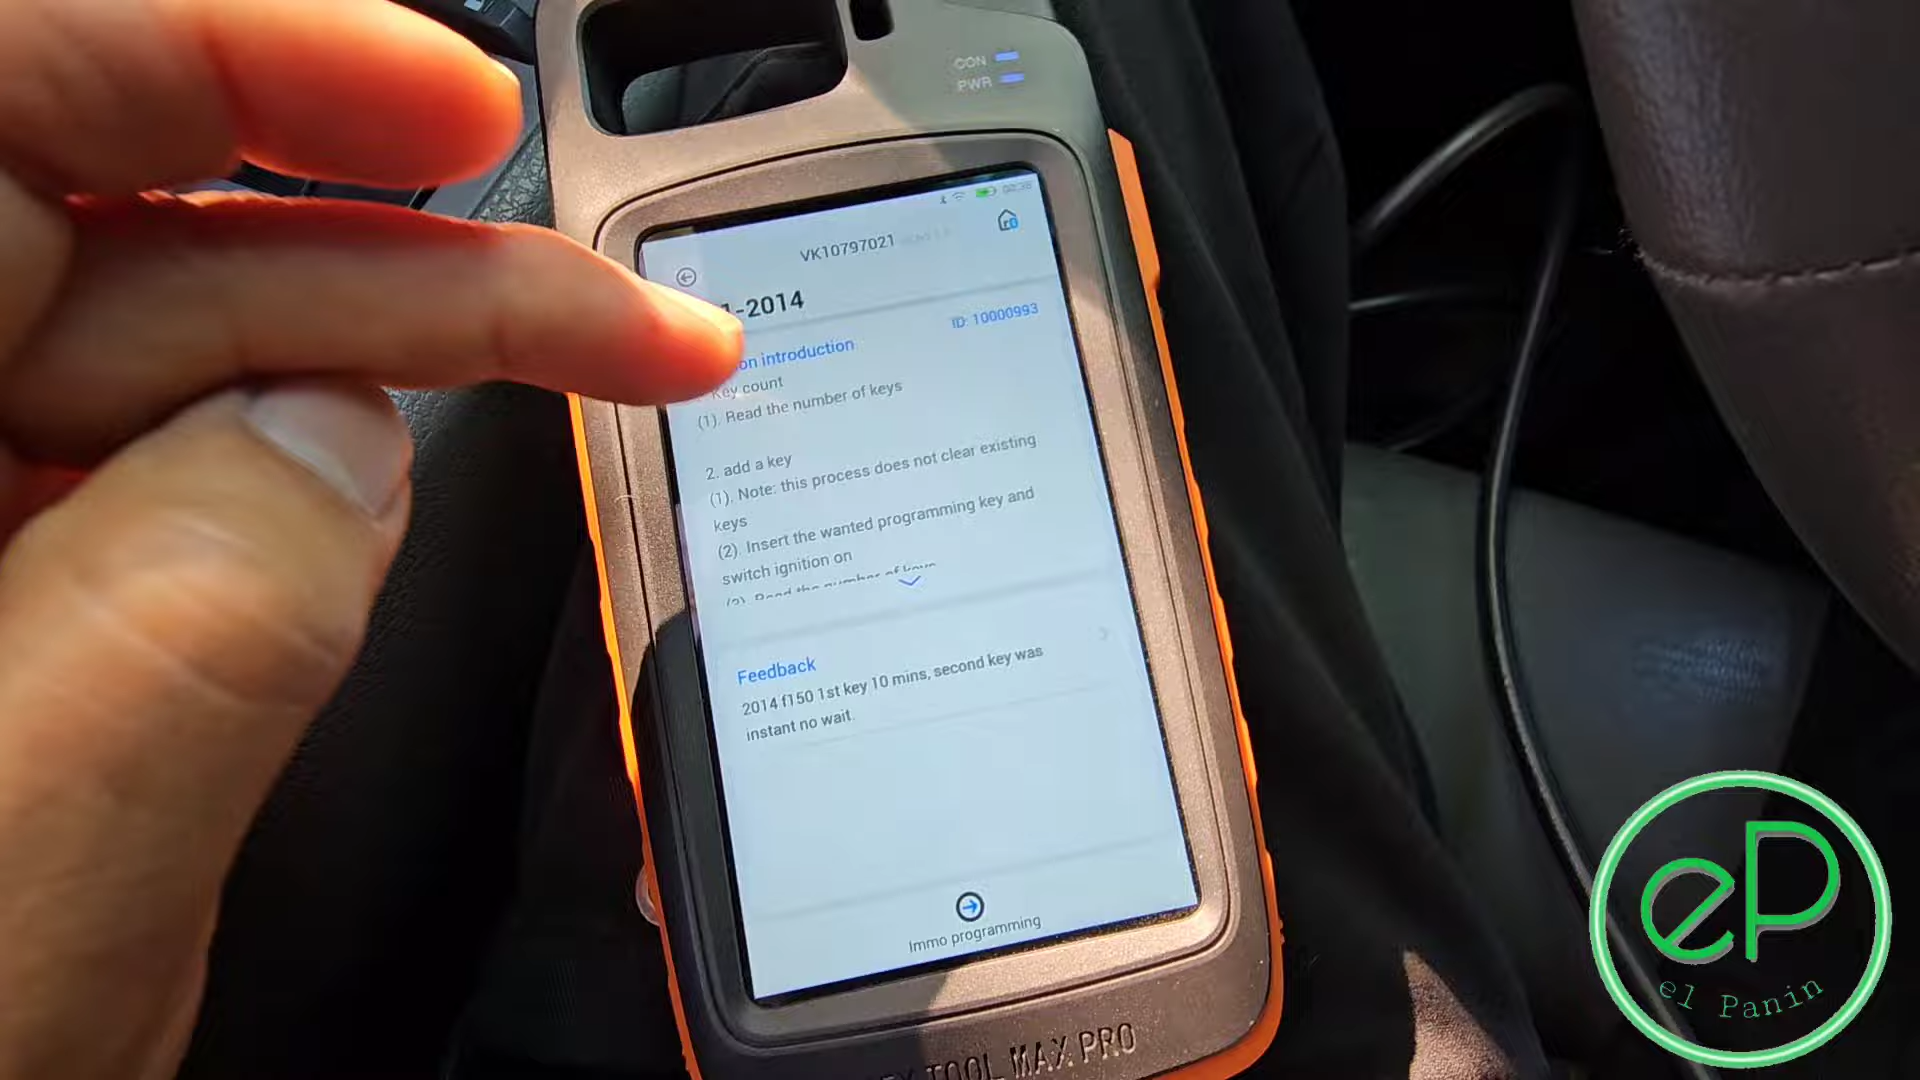 CON
PWR
VK10797021
-2014
ID: 10000993
on introduction
Key count
(1). Read the number of keys
2. add a key
(1). Note: this process does not clear existing
keys
(2). Insert the wanted programming key and
switch ignition on
Feedback
2014 f150 1st key 10 mins, second key was
instant no wait.
Immo programming
TOOL MAX PRO
eP
el Panin